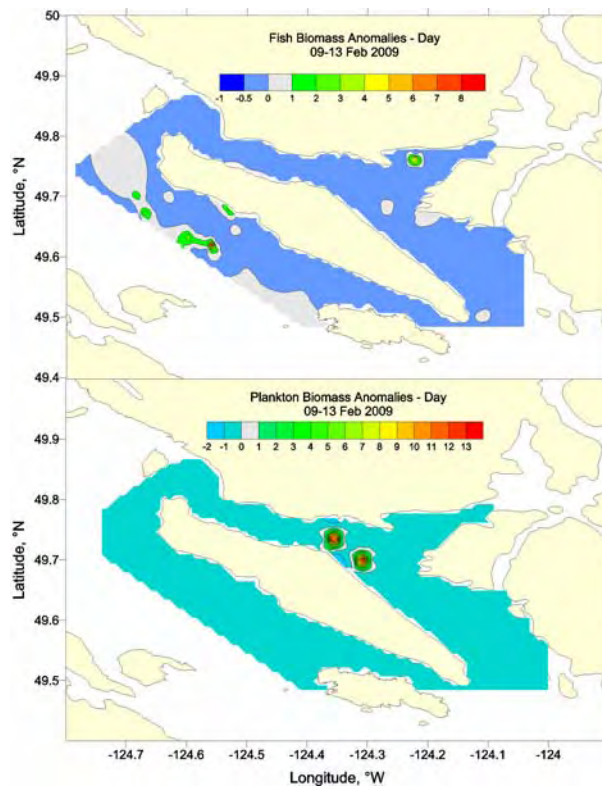 50
Fish Biomass Anomalies - Day
09-13 Feb 2009
49.9
-1 -0.5 0 1 2 3 4 5 6 7 8
49.8
Latitude, °N
49.7
49.6
49.5
49.4
Plankton Biomass Anomalies - Day
09-13 Feb 2009
49.9
-2 -1 0 1 2 3 4 5 6 7 8 9 10 11 12 13
49.8
Latitude, °N
49.7
49.6
49.5
-124.7 -124.6 -124.5 -124.4 -124.3 -124.2 -124.1 -124
Longitude, °W